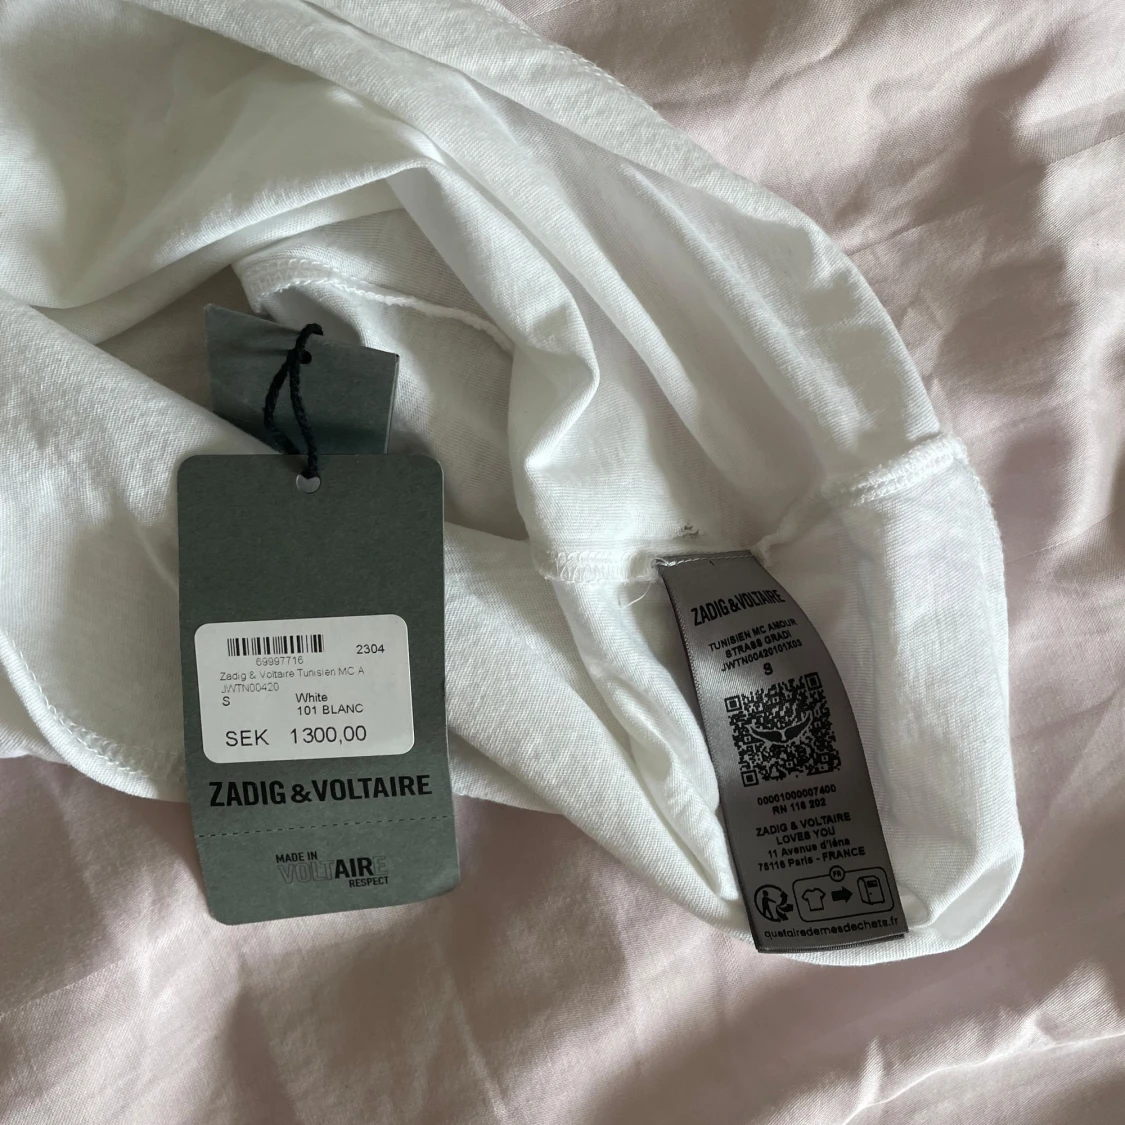 69997716
2304
Zadig & Voltaire Tunisien MC A
JWTN00420
S White
101 BLANC
SEK 1300,00
ZADIG & VOLTAIRE
MADE IN
VOLTAIRE
RESPECT
ZADIG & VOLTAIRE
TUNISIEN MC AMOUR
STRASS GRADI
JWTN00420101X03
S
00001000007400
RN 116 202
ZADIG & VOLTAIRE
LOVES YOU
11 Avenue d'Iéna
75116 Paris - FRANCE
FR
quefairedemesdechets.fr